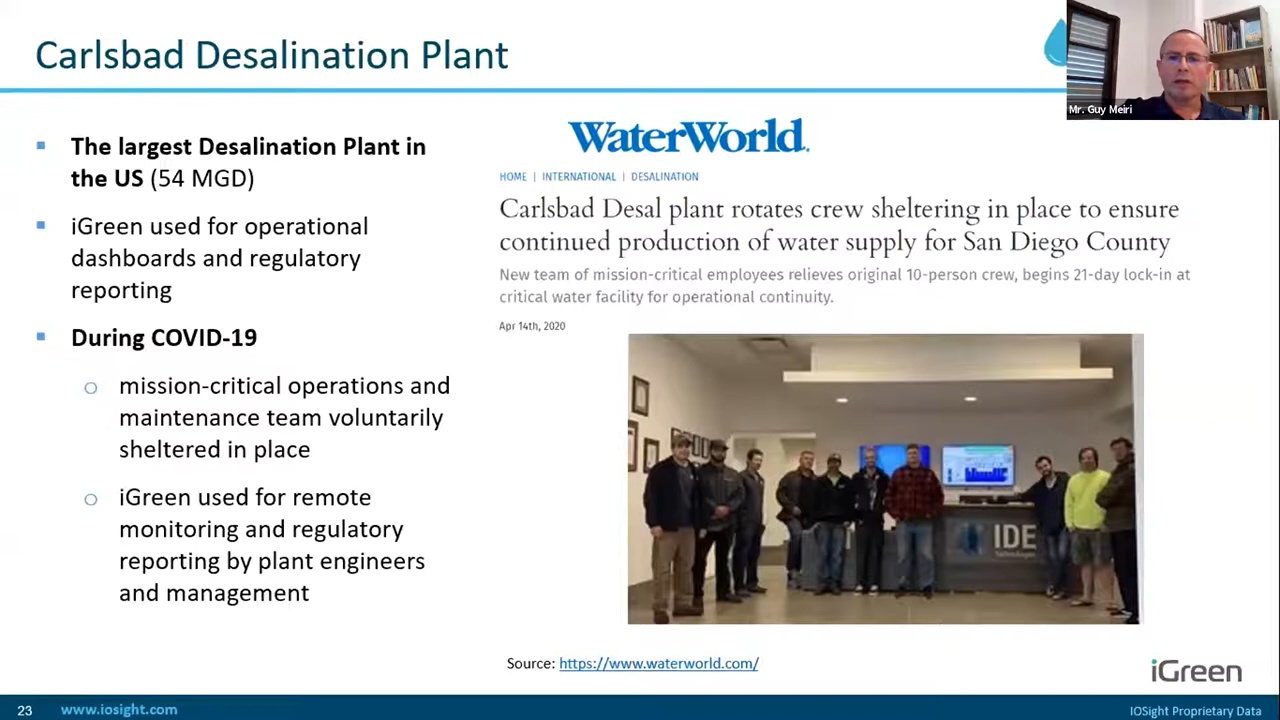 Carlsbad Desalination Plant
Mr. Guy Meiri
▪ The largest Desalination Plant in
the US (54 MGD)
▪ iGreen used for operational
dashboards and regulatory
reporting
▪ During COVID-19
o mission-critical operations and
maintenance team voluntarily
sheltered in place
o iGreen used for remote
monitoring and regulatory
reporting by plant engineers
and management
WaterWorld.
HOME | INTERNATIONAL | DESALINATION
Carlsbad Desal plant rotates crew sheltering in place to ensure
continued production of water supply for San Diego County
New team of mission-critical employees relieves original 10-person crew, begins 21-day lock-in at
critical water facility for operational continuity.
Apr 14th, 2020
IDE
Technologies
Source: https://www.waterworld.com/
iGreen
23
www.iosight.com
IOSight Proprietary Data